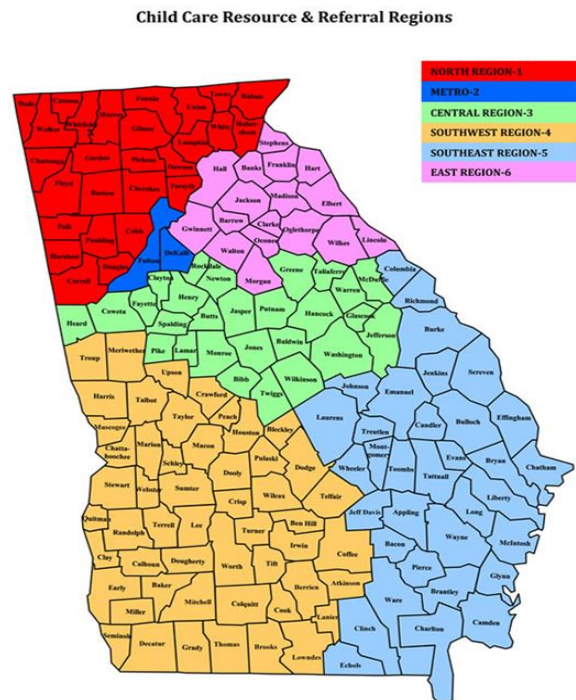 Child Care Resource & Referral Regions
NORTH REGION-1
METRO-2
CENTRAL REGION-3
SOUTHWEST REGION-4
SOUTHEAST REGION-5
EAST REGION-6
Dade
Catoosa
Fannin
Towns
Rabun
Union
Murray
Whitfield
Walker
Gilmer
White
Lumpkin
Stephens
Chattooga
Gordon
Pickens
Dawson
Hall
Banks
Franklin
Hart
Floyd
Bartow
Cherokee
Forsyth
Jackson
Madison
Elbert
Polk
Paulding
Cobb
Gwinnett
Barrow
Clarke
Oconee
Oglethorpe
Wilkes
Lincoln
Haralson
Douglas
Fulton
DeKalb
Walton
Morgan
Carroll
Rockdale
Clayton
Newton
Greene
Taliaferro
McDuffie
Columbia
Warren
Richmond
Heard
Coweta
Fayette
Henry
Spalding
Butts
Jasper
Putnam
Hancock
Glascock
Jefferson
Burke
Troup
Meriwether
Pike
Lamar
Monroe
Jones
Baldwin
Washington
Upson
Bibb
Twiggs
Wilkinson
Johnson
Emanuel
Jenkins
Screven
Harris
Talbot
Crawford
Peach
Taylor
Houston
Bleckley
Laurens
Treutlen
Candler
Bulloch
Effingham
Muscogee
Chatta-
hoochee
Marion
Macon
Schley
Pulaski
Dodge
Wheeler
Mont-
gomery
Toombs
Tattnall
Evans
Bryan
Chatham
Stewart
Webster
Sumter
Dooly
Crisp
Wilcox
Telfair
Liberty
Long
Quitman
Randolph
Terrell
Lee
Turner
Ben Hill
Jeff Davis
Appling
Wayne
McIntosh
Irwin
Coffee
Bacon
Clay
Calhoun
Dougherty
Worth
Tift
Pierce
Glynn
Early
Baker
Berrien
Atkinson
Brantley
Miller
Mitchell
Colquitt
Cook
Lanier
Ware
Clinch
Charlton
Camden
Seminole
Decatur
Grady
Thomas
Brooks
Lowndes
Echols